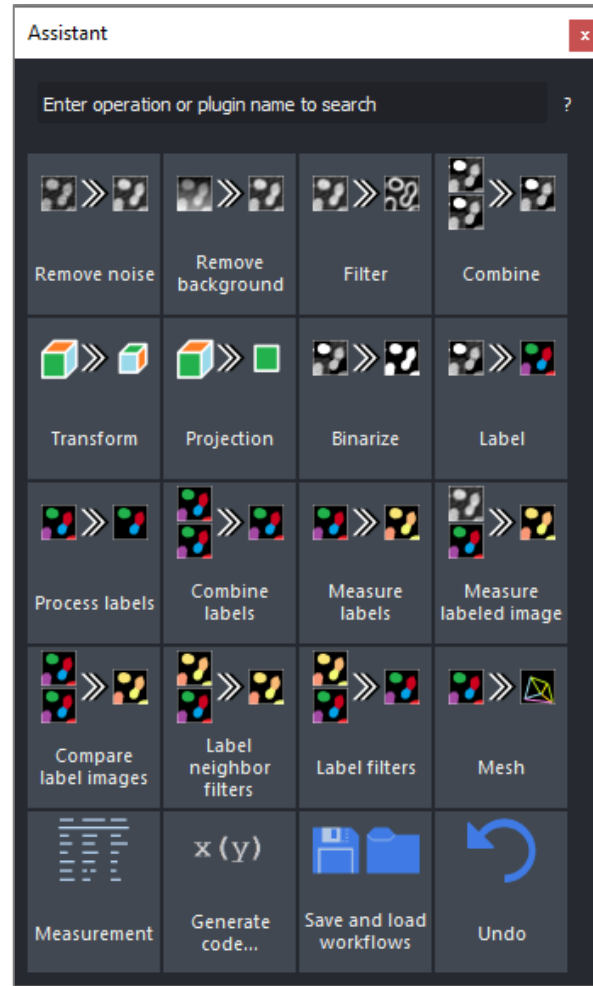 Assistant
x
Enter operation or plugin name to search
?
Remove noise
Remove
background
Filter
Combine
Transform
Projection
Binarize
Label
Process labels
Combine
labels
Measure
labels
Measure
labeled image
Compare
label images
Label
neighbor
filters
Label filters
Mesh
Measurement
x(y)
Generate
code...
Save and load
workflows
Undo